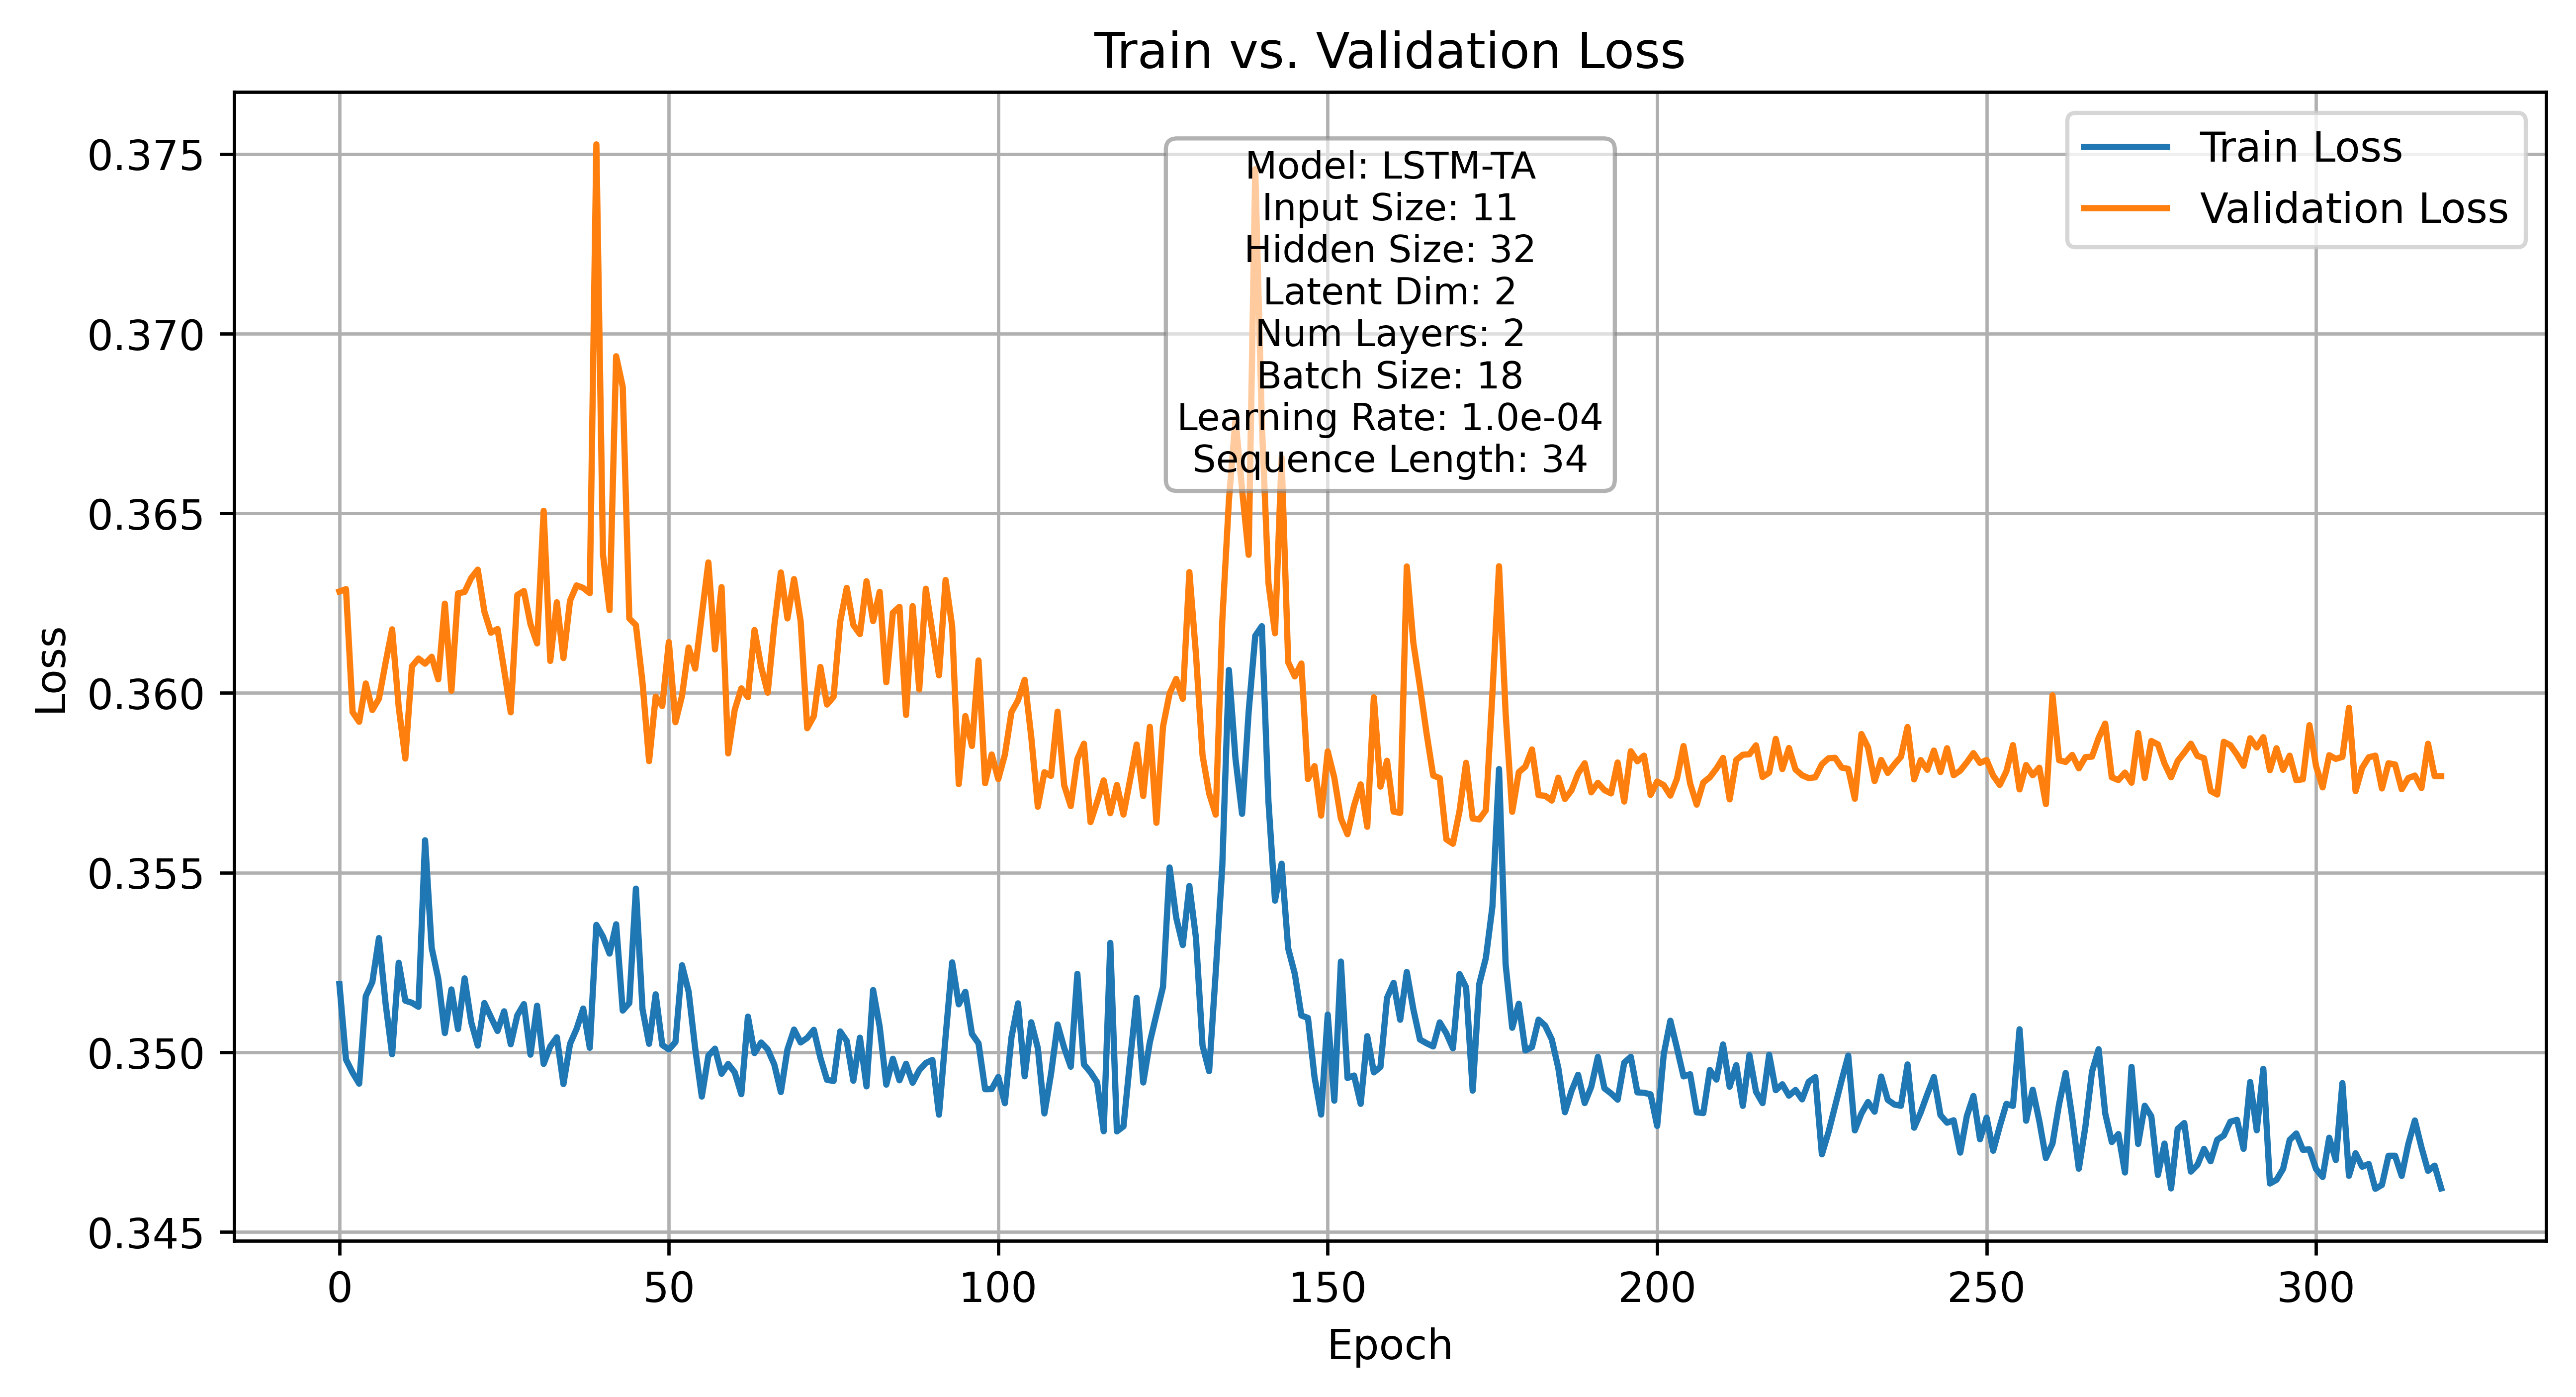 Train vs. Validation Loss
Train Loss
Validation Loss
Model: LSTM-TA
Input Size: 11
Hidden Size: 32
Latent Dim: 2
Num Layers: 2
Batch Size: 18
Learning Rate: 1.0e-04
Sequence Length: 34
Loss
0.375
0.370
0.365
0.360
0.355
0.350
0.345
0 50 100 150 200 250 300
Epoch